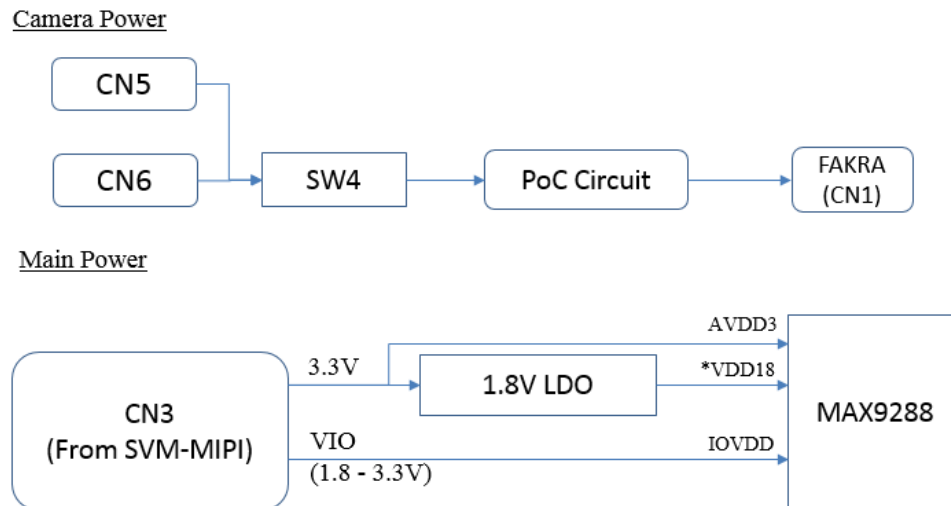 Camera Power
CN5
CN6
SW4
PoC Circuit
FAKRA
(CN1)
Main Power
CN3
(From SVM-MIPI)
3.3V
VIO
(1.8 - 3.3V)
1.8V LDO
AVDD3
*VDD18
IOVDD
MAX9288